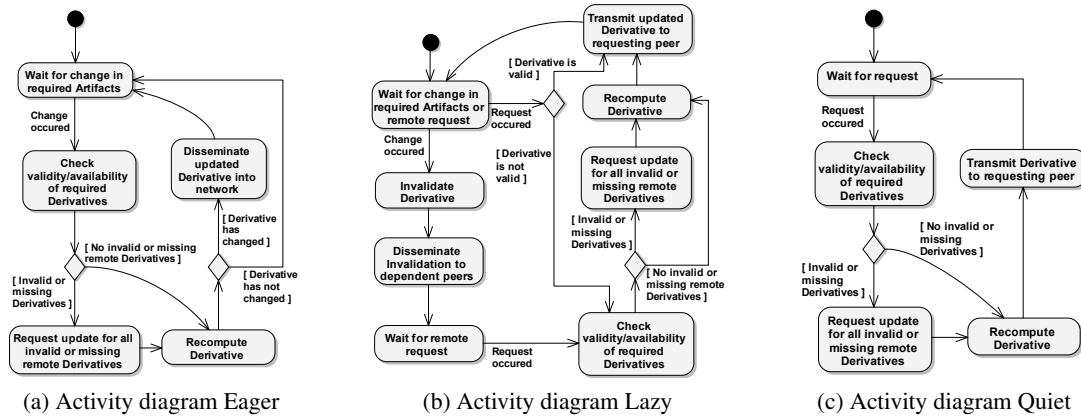 Wait for change in
required Artifacts
Change
occured
Check
validity/availability
of required
Derivatives
Disseminate
updated
Derivative into
network
[ Derivative
has
changed ]
[ No invalid or missing
remote Derivatives ]
[ Invalid or
missing
Derivatives ]
[ Derivative
has not changed ]
Request update for all
invalid or missing
remote Derivatives
Recompute
Derivative
(a) Activity diagram Eager
Transmit updated
Derivative to
requesting peer
[ Derivative is
valid ]
Wait for change in
required Artifacts or
remote request
Request
occured
Recompute
Derivative
Change
occured
[ Derivative
is not
valid ]
Request update
for all invalid or
missing remote
Derivatives
Invalidate
Derivative
[ Invalid or
missing
Derivatives ]
Disseminate
Invalidation to
dependent peers
[ No invalid or
missing remote
Derivatives ]
Wait for remote
request
Request
occured
Check
validity/availability
of required
Derivatives
(b) Activity diagram Lazy
Wait for request
Request
occured
Check
validity/availability
of required
Derivatives
Transmit Derivative
to requesting peer
[ No invalid or
missing
Derivatives ]
[ Invalid or
missing
Derivatives ]
Request update
for all invalid or
missing remote
Derivatives
Recompute
Derivative
(c) Activity diagram Quiet